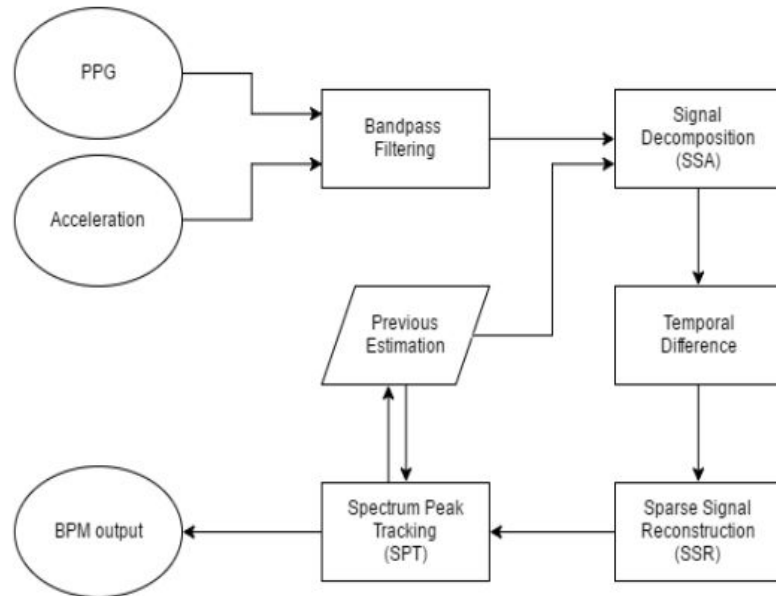 PPG
Bandpass
Filtering
Signal
Decomposition
(SSA)
Acceleration
Previous
Estimation
Temporal
Difference
BPM output
Spectrum Peak
Tracking
(SPT)
Sparse Signal
Reconstruction
(SSR)